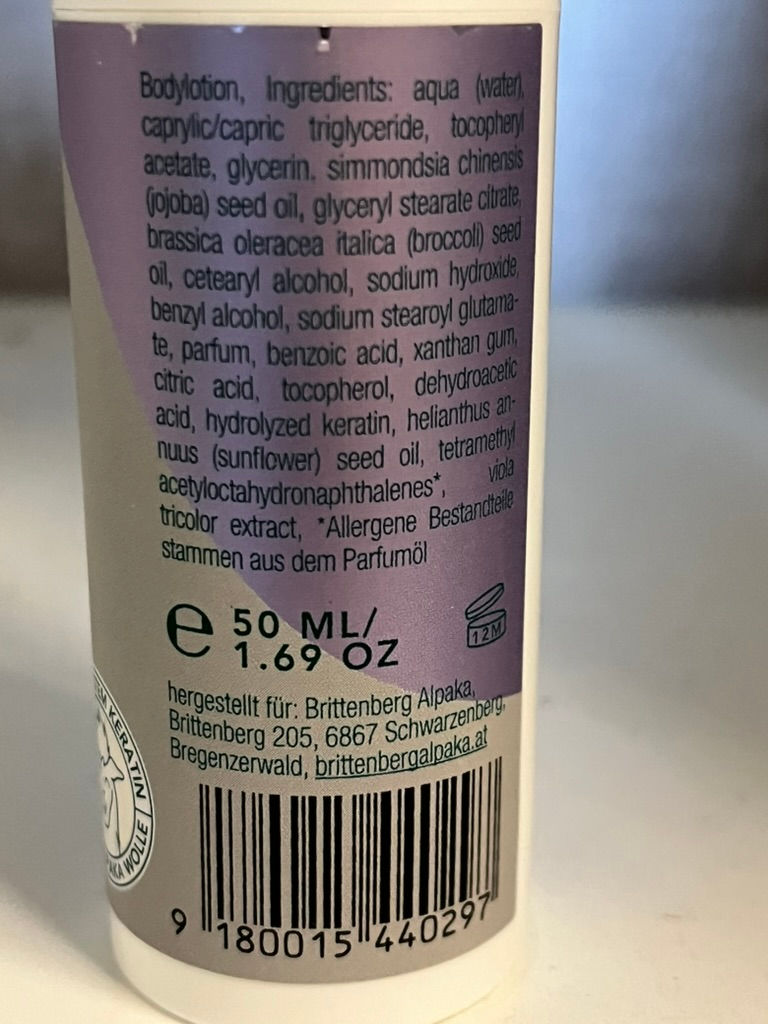 Bodylotion, Ingredients: aqua (water),
caprylic/capric triglyceride, tocopheryl
acetate, glycerin, simmondsia chinensis
(jojoba) seed oil, glyceryl stearate citrate,
brassica oleracea italica (broccoli) seed
oil, cetearyl alcohol, sodium hydroxide,
benzyl alcohol, sodium stearoyl glutama-
te, parfum, benzoic acid, xanthan gum,
citric acid, tocopherol, dehydroacetic
acid, hydrolyzed keratin, helianthus an-
nuus (sunflower) seed oil, tetramethyl
acetyloctahydronaphthalenes*, viola
tricolor extract, *Allergene Bestandteile
stammen aus dem Parfumöl
e 50 ML/
1.69 OZ
12M
hergestellt für: Brittenberg Alpaka,
Brittenberg 205, 6867 Schwarzenberg,
Bregenzerwald, brittenbergalpaka.at
KERATIN
WOLLE
9 180015 440297